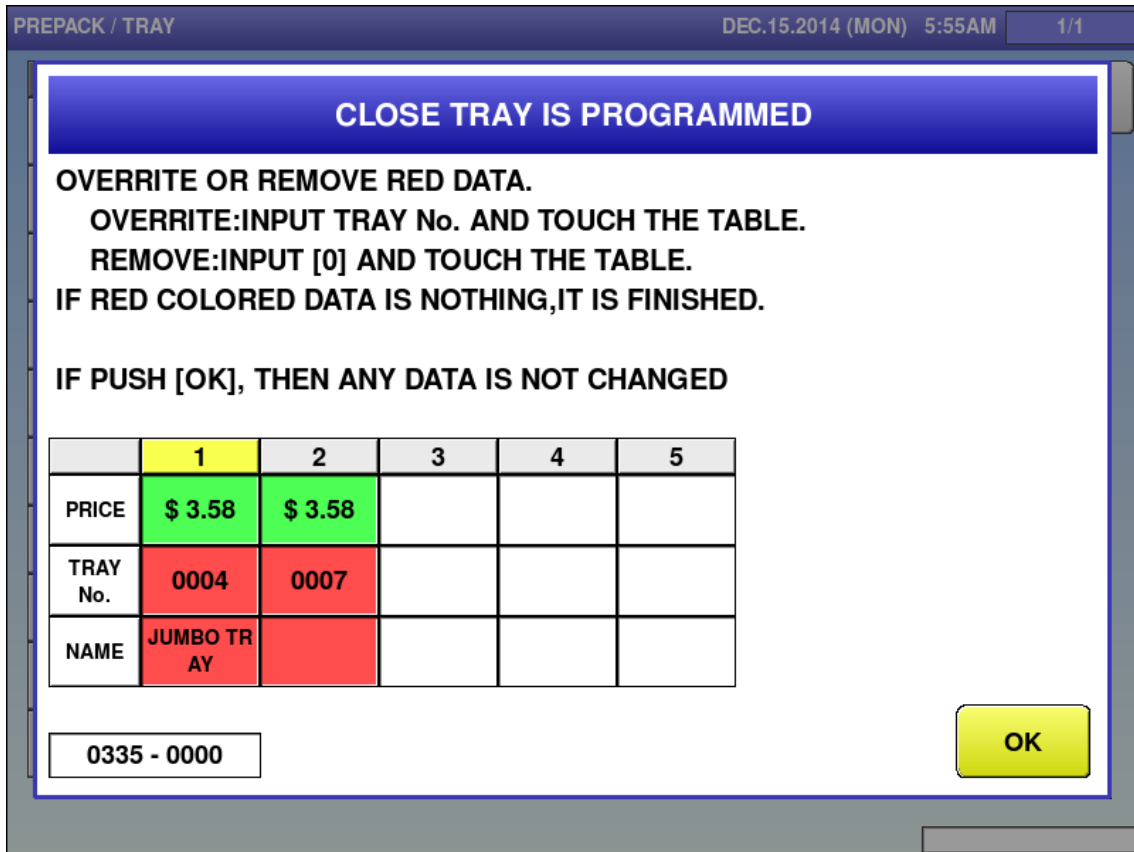 PREPACK / TRAY DEC.15.2014 (MON) 5:55AM 1/1
CLOSE TRAY IS PROGRAMMED
OVERRITE OR REMOVE RED DATA.
OVERRITE:INPUT TRAY No. AND TOUCH THE TABLE.
REMOVE:INPUT [0] AND TOUCH THE TABLE.
IF RED COLORED DATA IS NOTHING,IT IS FINISHED.
IF PUSH [OK], THEN ANY DATA IS NOT CHANGED
1 2 3 4 5
PRICE $ 3.58 $ 3.58
TRAY
No. 0004 0007
NAME JUMBO TR
AY
0335 - 0000
OK